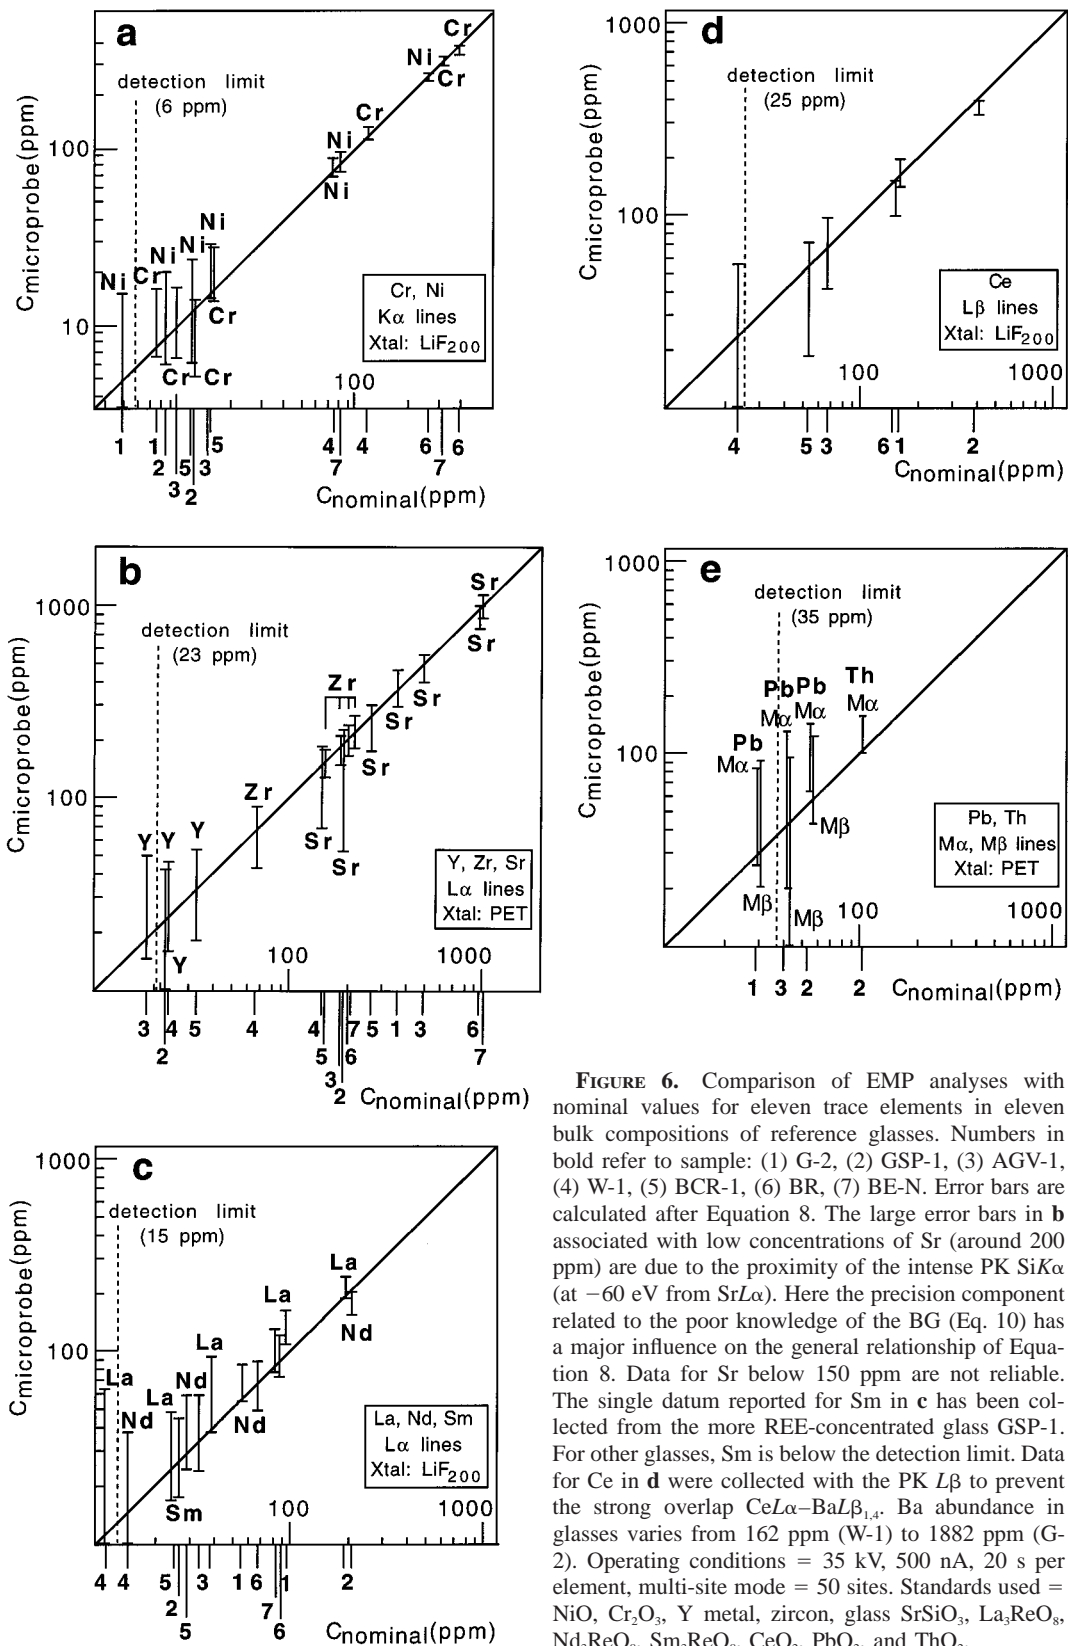 a
detection limit
(6 ppm)
Cmicroprobe(ppm)
100
10
Cr
Ni
Cr
Cr
Ni
Ni
Ni
Ni
Ni
Cr
Ni
Cr
Cr
Cr
Cr, Ni
Kα lines
Xtal: LiF200
100
1 1 2 3 5 2 3 5 4 7 4 6 7 6
Cnominal(ppm)
d
detection limit
(25 ppm)
Cmicroprobe(ppm)
1000
100
Ce
Lβ lines
Xtal: LiF200
100 1000
4 5 3 6 1 2
Cnominal(ppm)
b
detection limit
(23 ppm)
Cmicroprobe(ppm)
1000
100
Sr
Sr
Zr
Sr
Sr
Sr
Zr
Sr
Sr
Y
Y
Y
Y
Y, Zr, Sr
Lα lines
Xtal: PET
100 1000
3 2 4 5 4 4 5 3 2 6 7 5 1 3 6 7
Cnominal(ppm)
e
detection limit
(35 ppm)
Cmicroprobe(ppm)
1000
100
Pb
Mα
Pb
Mα
Pb
Mα
Th
Mα
Mβ
Mβ
Mβ
Pb, Th
Mα, Mβ lines
Xtal: PET
100 1000
1 3 2 2
Cnominal(ppm)
c
detection limit
(15 ppm)
Cmicroprobe(ppm)
1000
100
La
La
Nd
La
La
Nd
La
Nd
Nd
Sm
La, Nd, Sm
Lα lines
Xtal: LiF200
100 1000
4 4 5 2 5 3 1 6 7 6 1 2
Cnominal(ppm)
FIGURE 6. Comparison of EMP analyses with
nominal values for eleven trace elements in eleven
bulk compositions of reference glasses. Numbers in
bold refer to sample: (1) G-2, (2) GSP-1, (3) AGV-1,
(4) W-1, (5) BCR-1, (6) BR, (7) BE-N. Error bars are
calculated after Equation 8. The large error bars in b
associated with low concentrations of Sr (around 200
ppm) are due to the proximity of the intense PK SiKα
(at −60 eV from SrLα). Here the precision component
related to the poor knowledge of the BG (Eq. 10) has
a major influence on the general relationship of Equa-
tion 8. Data for Sr below 150 ppm are not reliable.
The single datum reported for Sm in c has been col-
lected from the more REE-concentrated glass GSP-1.
For other glasses, Sm is below the detection limit. Data
for Ce in d were collected with the PK Lβ to prevent
the strong overlap CeLα–BaLβ1,4. Ba abundance in
glasses varies from 162 ppm (W-1) to 1882 ppm (G-
2). Operating conditions = 35 kV, 500 nA, 20 s per
element, multi-site mode = 50 sites. Standards used =
NiO, Cr2O3, Y metal, zircon, glass SrSiO3, La3ReO8,
Nd3ReO8, Sm3ReO8, CeO2, PbO2, and ThO2.